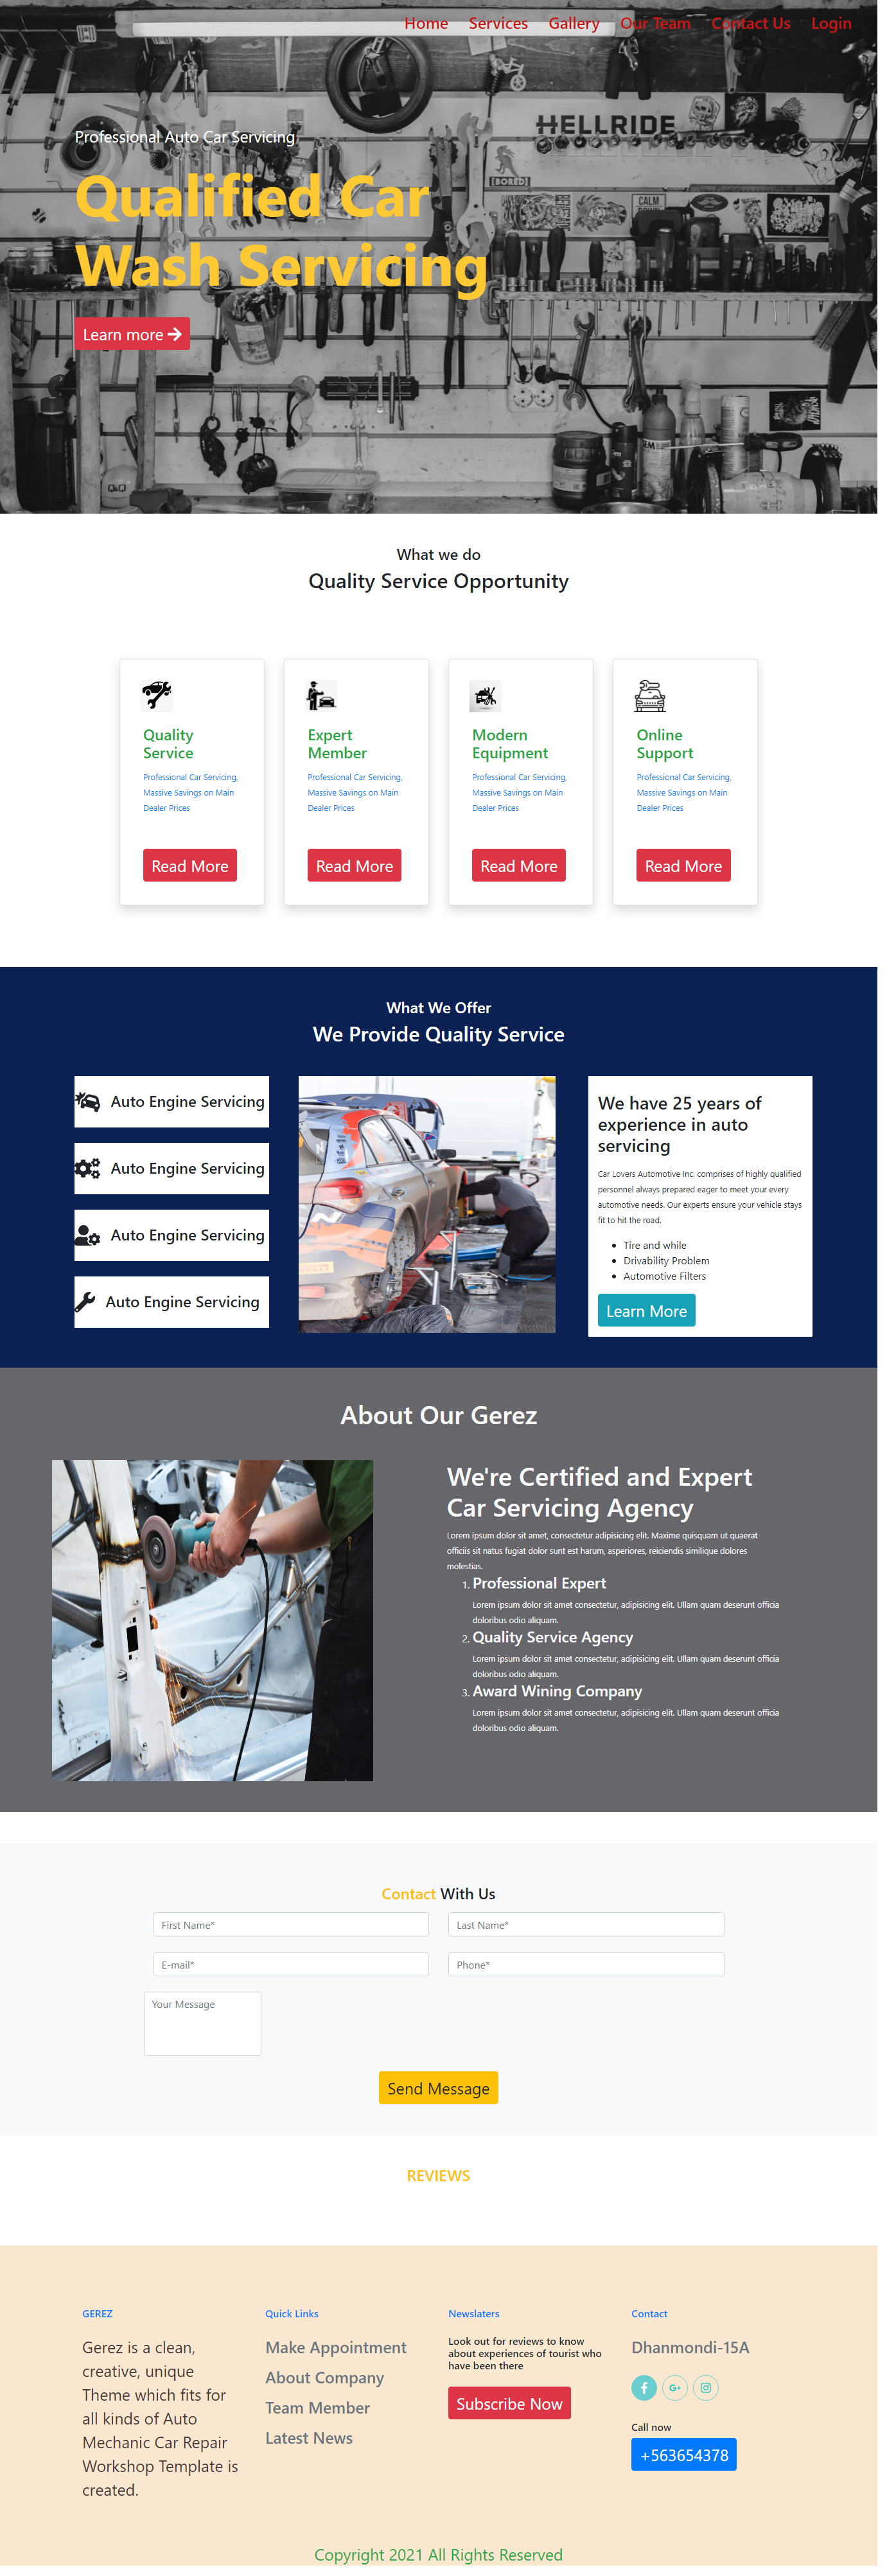 Home Services Gallery Our Team Contact Us Login
HELLRIDE
[BORED]
CALM
Professional Auto Car Servicing
Qualified Car
Wash Servicing
Learn more
What we do
Quality Service Opportunity
Quality
Service
Professional Car Servicing,
Massive Savings on Main
Dealer Prices
Read More
Expert
Member
Professional Car Servicing,
Massive Savings on Main
Dealer Prices
Read More
Modern
Equipment
Professional Car Servicing,
Massive Savings on Main
Dealer Prices
Read More
Online
Support
Professional Car Servicing,
Massive Savings on Main
Dealer Prices
Read More
What We Offer
We Provide Quality Service
Auto Engine Servicing
Auto Engine Servicing
Auto Engine Servicing
Auto Engine Servicing
We have 25 years of
experience in auto
servicing
Car Lovers Automotive Inc. comprises of highly qualified
personnel always prepared eager to meet your every
automotive needs. Our experts ensure your vehicle stays
fit to hit the road.
Tire and while
Drivability Problem
Automotive Filters
Learn More
About Our Gerez
We're Certified and Expert
Car Servicing Agency
Lorem ipsum dolor sit amet, consectetur adipisicing elit. Maxime quisquam ut quaerat
officiis sit natus fugiat dolor sunt est harum, asperiores, reiciendis similique dolores
molestias.
1. Professional Expert
Lorem ipsum dolor sit amet consectetur, adipisicing elit. Ullam quam deserunt officia
doloribus odio aliquam.
2. Quality Service Agency
Lorem ipsum dolor sit amet consectetur, adipisicing elit. Ullam quam deserunt officia
doloribus odio aliquam.
3. Award Wining Company
Lorem ipsum dolor sit amet consectetur, adipisicing elit. Ullam quam deserunt officia
doloribus odio aliquam.
Contact With Us
First Name*
Last Name*
E-mail*
Phone*
Your Message
Send Message
REVIEWS
GEREZ
Gerez is a clean,
creative, unique
Theme which fits for
all kinds of Auto
Mechanic Car Repair
Workshop Template is
created.
Quick Links
Make Appointment
About Company
Team Member
Latest News
Newslaters
Look out for reviews to know
about experiences of tourist who
have been there
Subscribe Now
Contact
Dhanmondi-15A
Call now
+563654378
Copyright 2021 All Rights Reserved